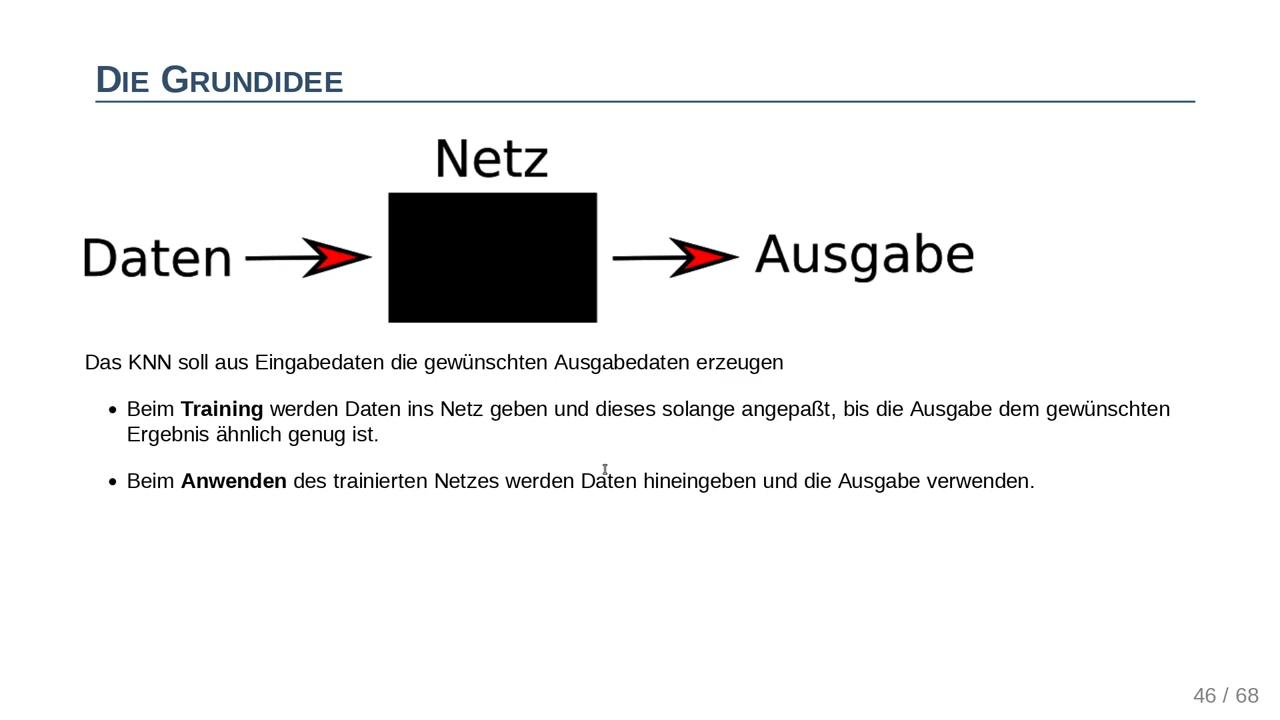 DIE GRUNDIDEE
Netz
Daten
Ausgabe
Das KNN soll aus Eingabedaten die gewünschten Ausgabedaten erzeugen
• Beim Training werden Daten ins Netz geben und dieses solange angepaßt, bis die Ausgabe dem gewünschten
Ergebnis ähnlich genug ist.
• Beim Anwenden des trainierten Netzes werden Daten hineingeben und die Ausgabe verwenden.
46 / 68